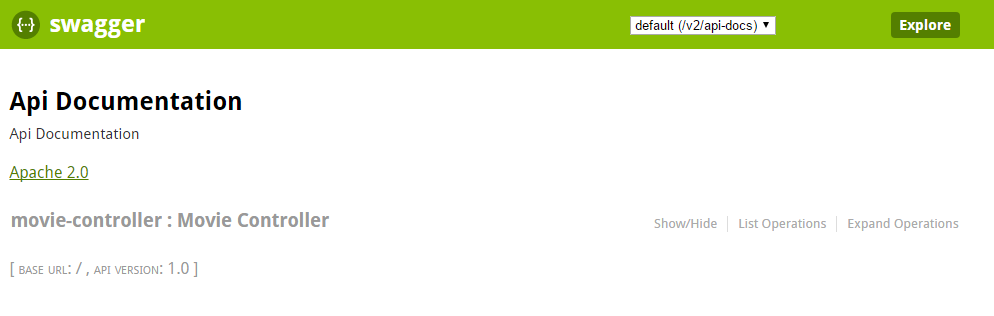 {···} swagger default (/v2/api-docs) ▼ Explore
Api Documentation
Api Documentation
Apache 2.0
movie-controller : Movie Controller Show/Hide List Operations Expand Operations
[ BASE URL: / , API VERSION: 1.0 ]